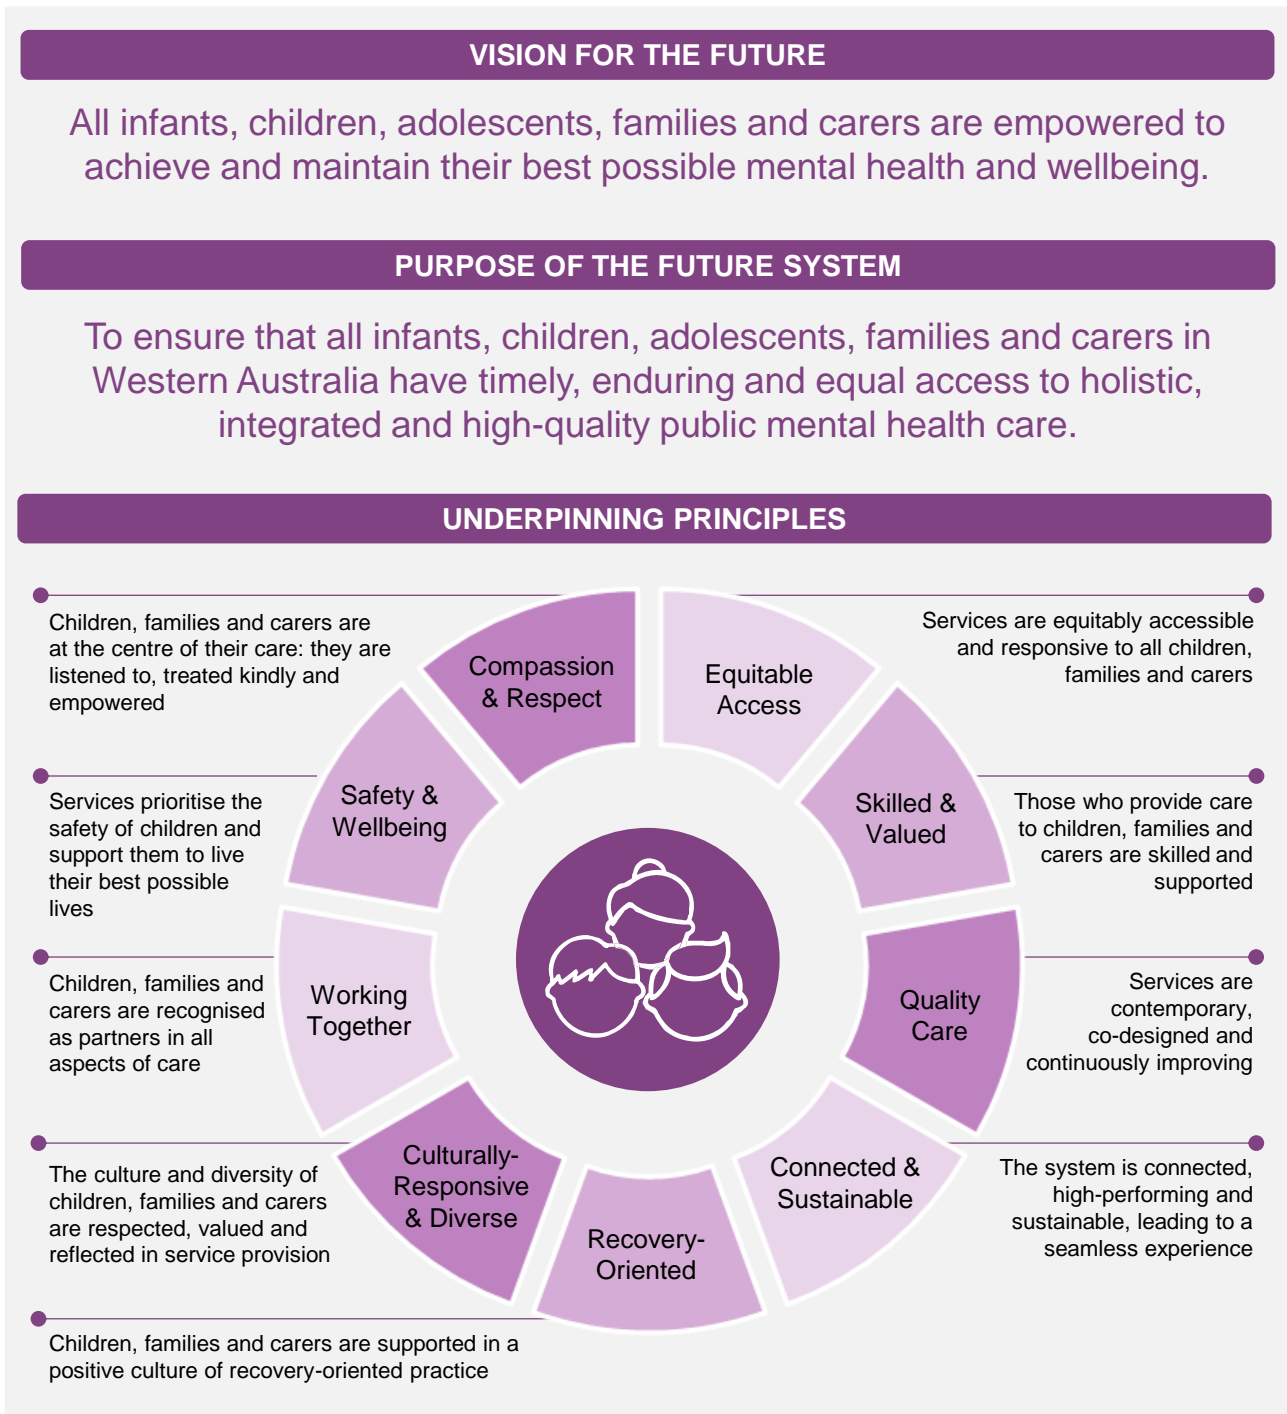 VISION FOR THE FUTURE
All infants, children, adolescents, families and carers are empowered to
achieve and maintain their best possible mental health and wellbeing.
PURPOSE OF THE FUTURE SYSTEM
To ensure that all infants, children, adolescents, families and carers in
Western Australia have timely, enduring and equal access to holistic,
integrated and high-quality public mental health care.
UNDERPINNING PRINCIPLES
Compassion
& Respect
Children, families and carers are
at the centre of their care: they are
listened to, treated kindly and
empowered
Equitable
Access
Services are equitably accessible
and responsive to all children,
families and carers
Safety &
Wellbeing
Services prioritise the
safety of children and
support them to live
their best possible
lives
Skilled &
Valued
Those who provide care
to children, families and
carers are skilled and
supported
Working
Together
Children, families and
carers are recognised
as partners in all
aspects of care
Quality
Care
Services are
contemporary,
co-designed and
continuously improving
Culturally-
Responsive
& Diverse
The culture and diversity of
children, families and carers
are respected, valued and
reflected in service provision
Connected &
Sustainable
The system is connected,
high-performing and
sustainable, leading to a
seamless experience
Recovery-
Oriented
Children, families and carers are supported in a
positive culture of recovery-oriented practice